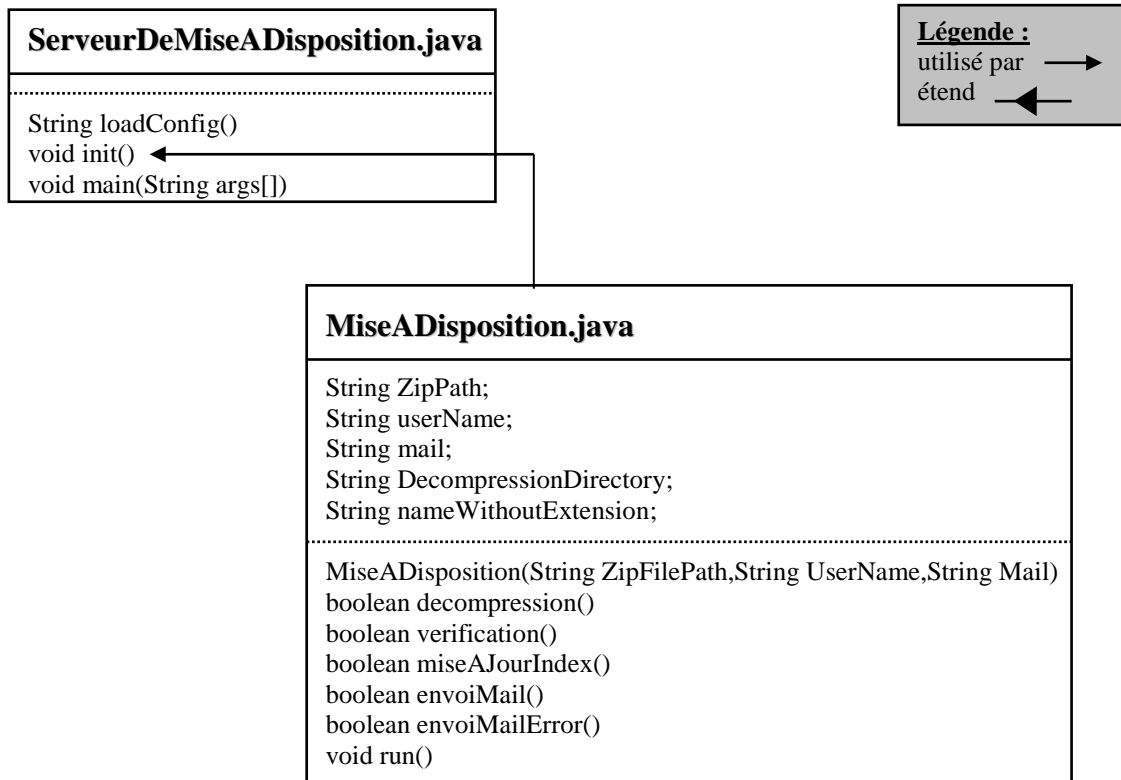 ServeurDeMiseADisposition.java
String loadConfig()
void init()
void main(String args[])
Légende :
utilisé par
étend
MiseADisposition.java
String ZipPath;
String userName;
String mail;
String DecompressionDirectory;
String nameWithoutExtension;
MiseADisposition(String ZipFilePath,String UserName,String Mail)
boolean decompression()
boolean verification()
boolean miseAJourIndex()
boolean envoiMail()
boolean envoiMailError()
void run()